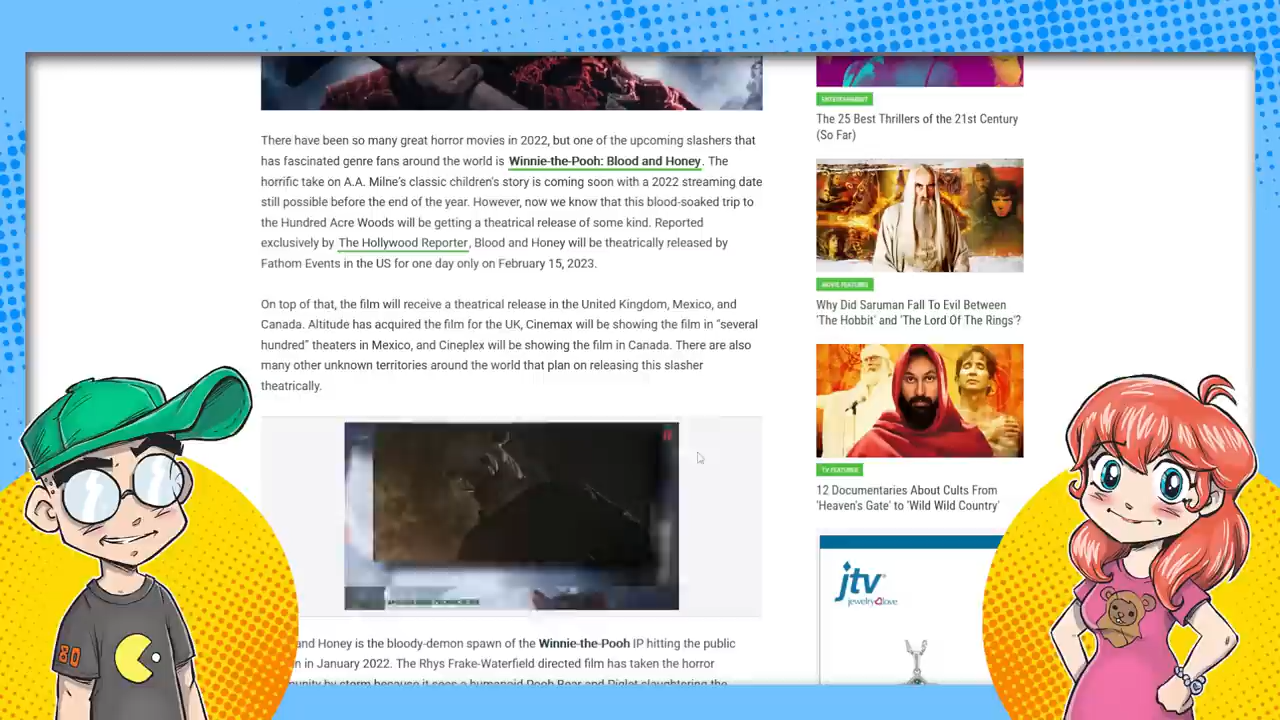 There have been so many great horror movies in 2022, but one of the upcoming slashers that
has fascinated genre fans around the world is Winnie-the-Pooh: Blood and Honey. The
horrific take on A.A. Milne's classic children's story is coming soon with a 2022 streaming date
still possible before the end of the year. However, now we know that this blood-soaked trip to
the Hundred Acre Woods will be getting a theatrical release of some kind. Reported
exclusively by The Hollywood Reporter, Blood and Honey will be theatrically released by
Fathom Events in the US for one day only on February 15, 2023.
On top of that, the film will receive a theatrical release in the United Kingdom, Mexico, and
Canada. Altitude has acquired the film for the UK, Cinemax will be showing the film in “several
hundred” theaters in Mexico, and Cineplex will be showing the film in Canada. There are also
many other unknown territories around the world that plan on releasing this slasher
theatrically.
and Honey is the bloody-demon spawn of the Winnie-the-Pooh IP hitting the public
in January 2022. The Rhys Frake-Waterfield directed film has taken the horror
by storm because it sees a humanoid Pooh Bear and Piglet slaughtering the
ENTERTAINMENT
The 25 Best Thrillers of the 21st Century
(So Far)
MOVIE FEATURES
Why Did Saruman Fall To Evil Between
'The Hobbit' and 'The Lord Of The Rings'?
TV FEATURES
12 Documentaries About Cults From
'Heaven's Gate' to 'Wild Wild Country'
jtv
jewelry love
80